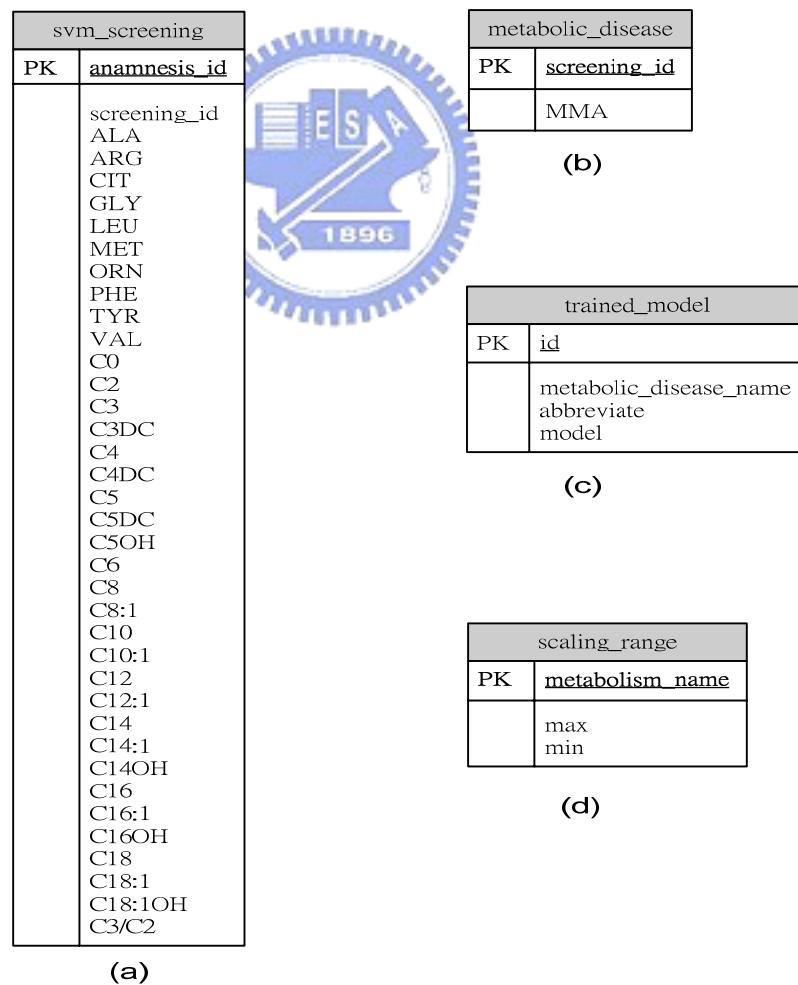 svm_screening
PK anamnesis_id
screening_id
ALA
ARG
CIT
GLY
LEU
MET
ORN
PHE
TYR
VAL
C0
C2
C3
C3DC
C4
C4DC
C5
C5DC
C5OH
C6
C8
C8:1
C10
C10:1
C12
C12:1
C14
C14:1
C14OH
C16
C16:1
C16OH
C18
C18:1
C18:1OH
C3/C2
(a)
ES
1896
metabolic_disease
PK screening_id
MMA
(b)
trained_model
PK id
metabolic_disease_name
abbreviate
model
(c)
scaling_range
PK metabolism_name
max
min
(d)